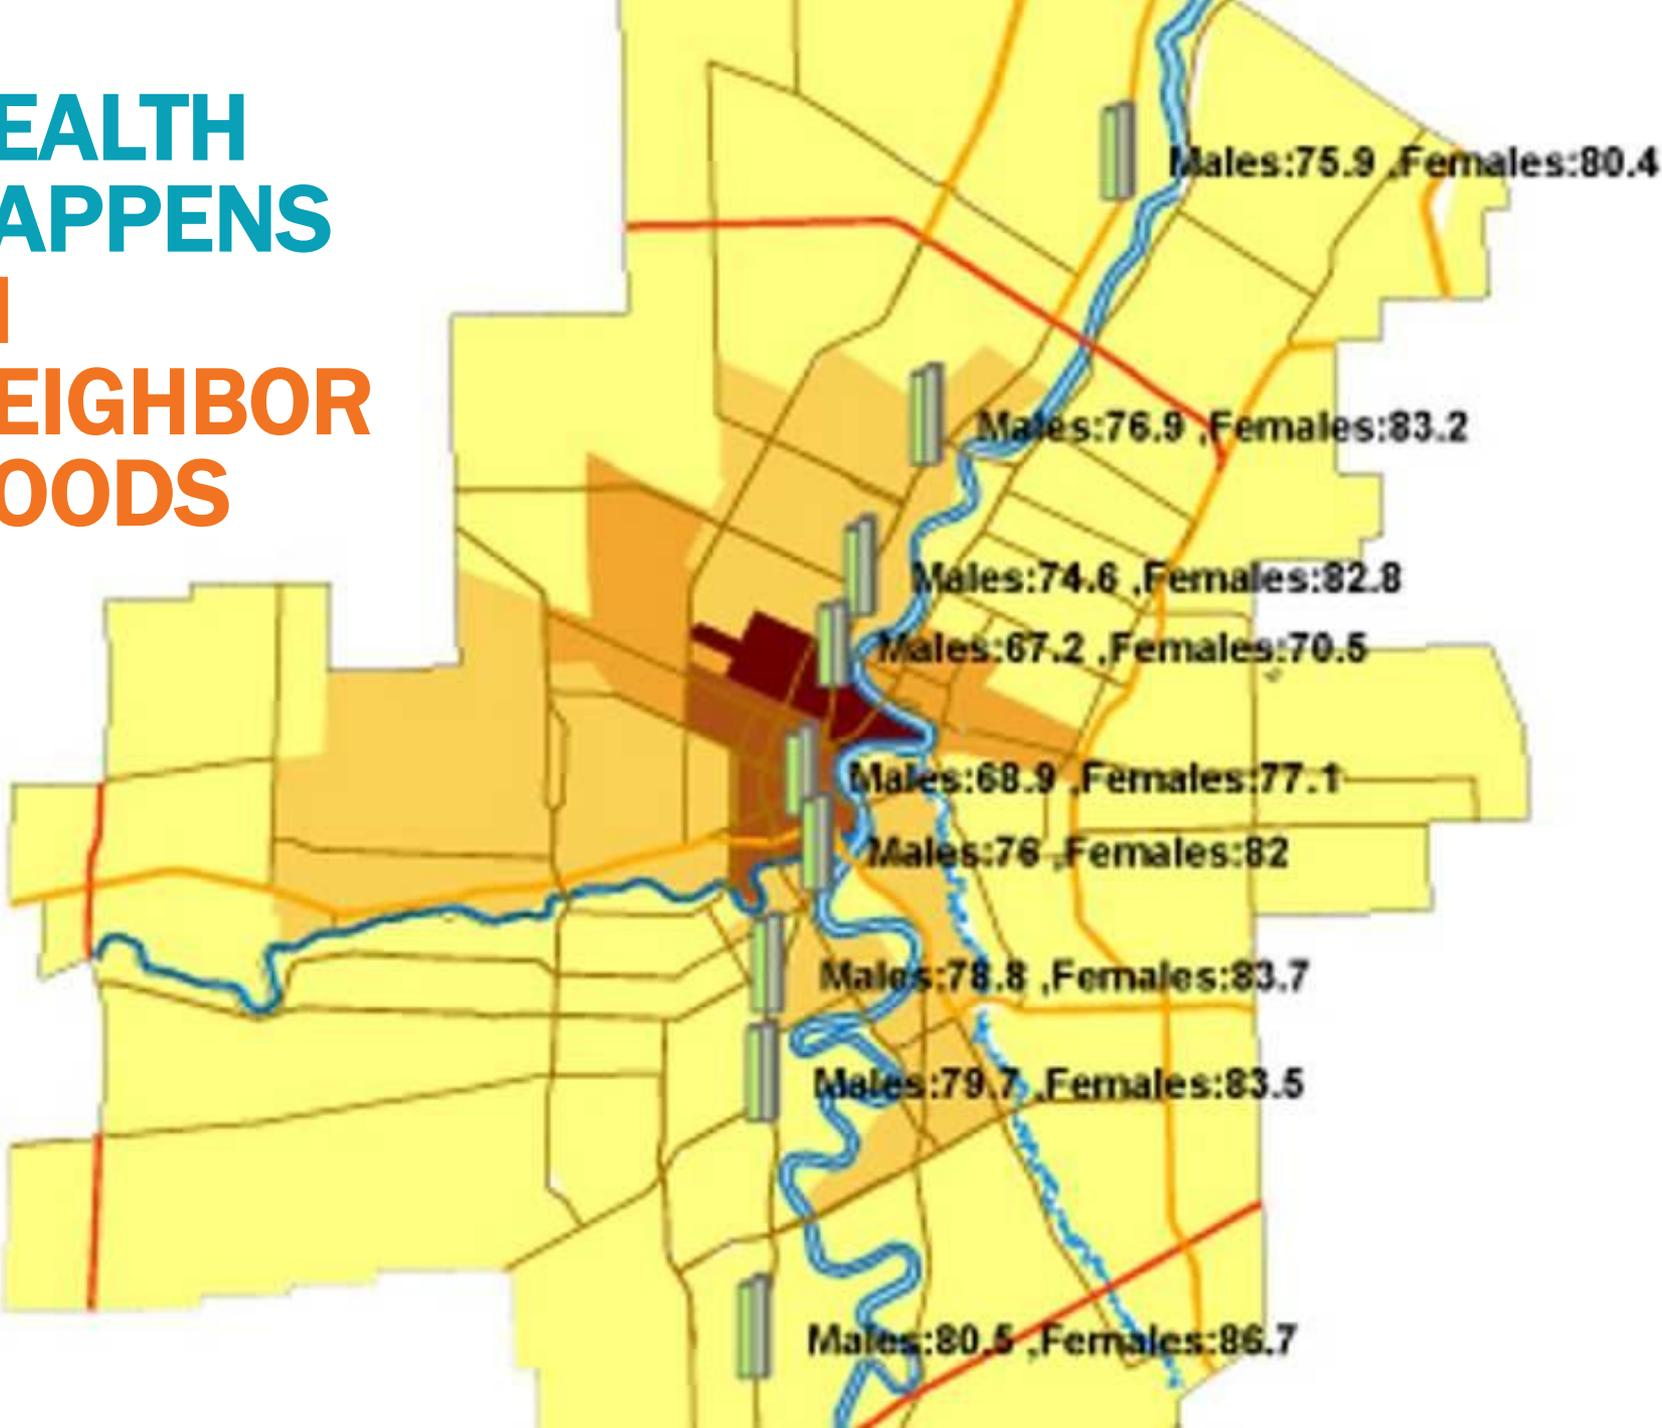 EALTH
APPENS
EIGHBOR
OODS
Males:75.9 ,Females:80.4
Males:76.9 ,Females:83.2
Males:74.6 ,Females:82.8
Males:67.2 ,Females:70.5
Males:68.9 ,Females:77.1
Males:76 ,Females:82
Males:78.8 ,Females:83.7
Males:79.7 ,Females:83.5
Males:80.5 ,Females:86.7